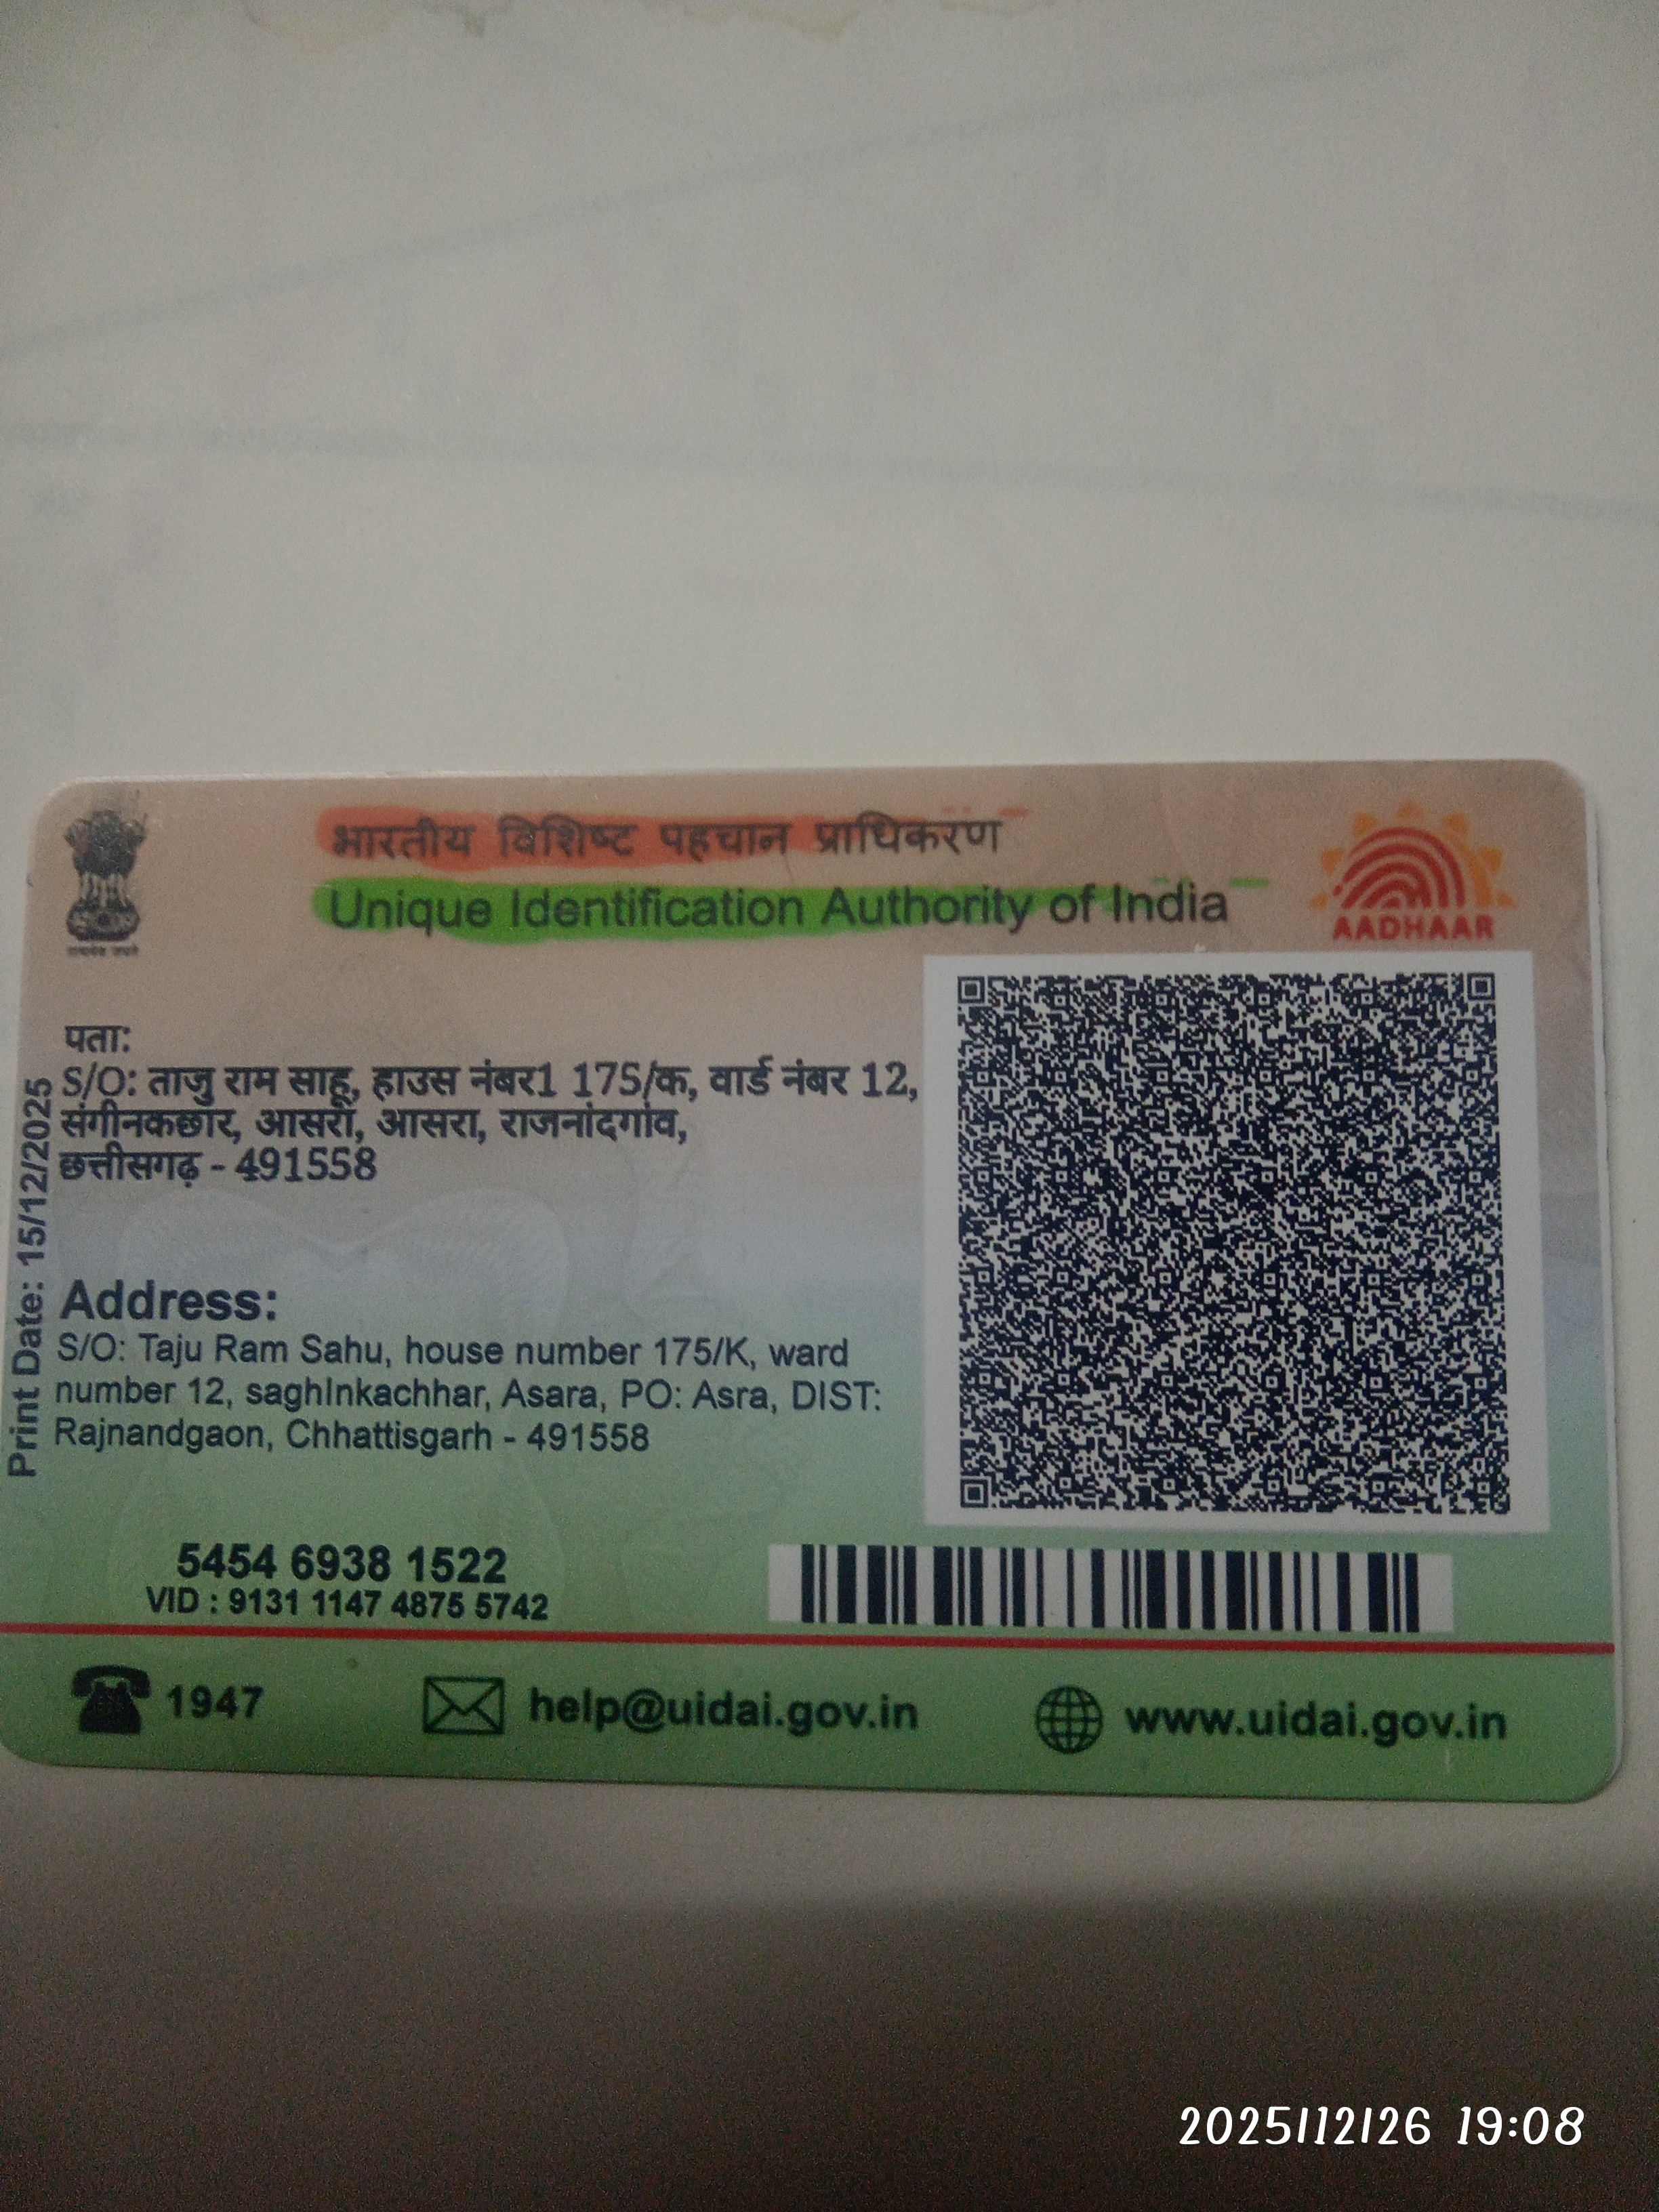 भारतीय विशिष्ट पहचान प्राधिकरण
Unique Identification Authority of India
AADHAAR
पता:
S/O: ताजु राम साहू, हाउस नंबर1 175/क, वार्ड नंबर 12,
संगीनकछार, आसरा, आसरा, राजनांदगांव,
छत्तीसगढ़ - 491558
Print Date: 15/12/2025
Address:
S/O: Taju Ram Sahu, house number 175/K, ward
number 12, saghInkachhar, Asara, PO: Asra, DIST:
Rajnandgaon, Chhattisgarh - 491558
5454 6938 1522
VID : 9131 1147 4875 5742
1947
help@uidai.gov.in
www.uidai.gov.in
2025/12/26 19:08